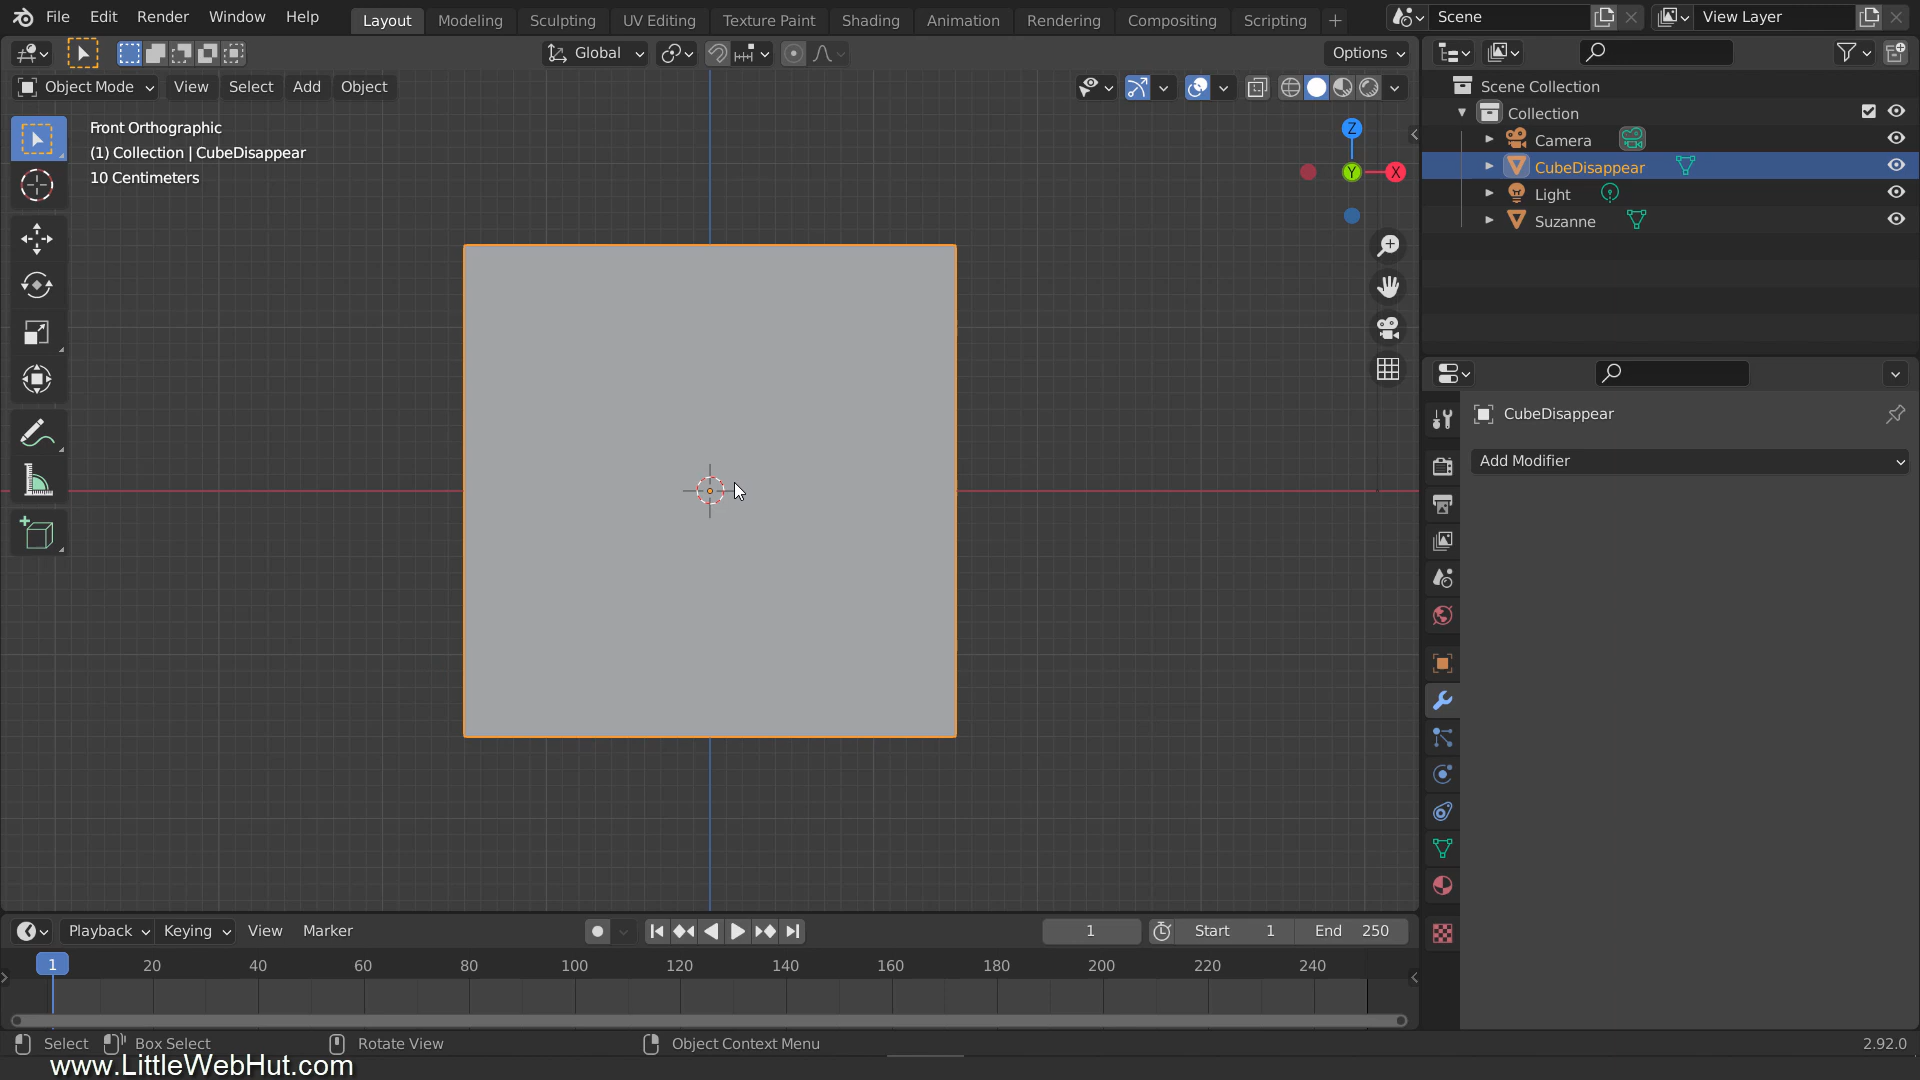 File Edit Render Window Help Layout Modeling Sculpting UV Editing Texture Paint Shading Animation Rendering Compositing Scripting + Scene View Layer
Global Options
Object Mode View Select Add Object
Front Orthographic
(1) Collection | CubeDisappear
10 Centimeters
Z
Y
X
Scene Collection
Collection
Camera
CubeDisappear
Light
Suzanne
CubeDisappear
Add Modifier
Playback Keying View Marker 1 Start 1 End 250
1 20 40 60 80 100 120 140 160 180 200 220 240
Select Box Select Rotate View Object Context Menu 2.92.0
www.LittleWebHut.com